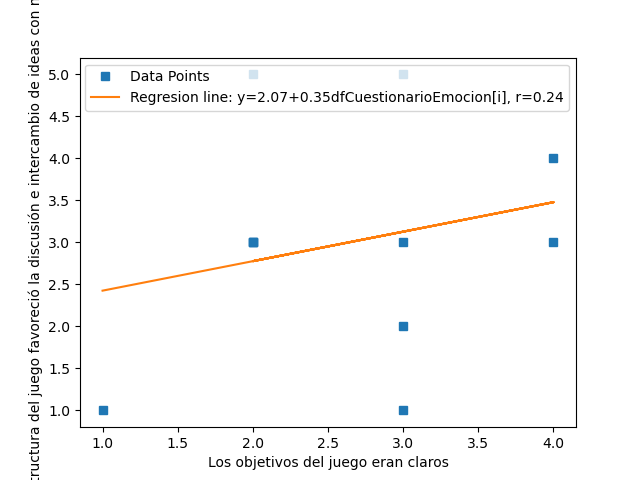 5.0
4.5
4.0
3.5
3.0
2.5
2.0
1.5
1.0
del juego favoreció la discusión e intercambio de ideas con
Data Points
Regresion line: y=2.07+0.35dfCuestionarioEmocion[i], r=0.24
1.0 1.5 2.0 2.5 3.0 3.5 4.0
Los objetivos del juego eran claros